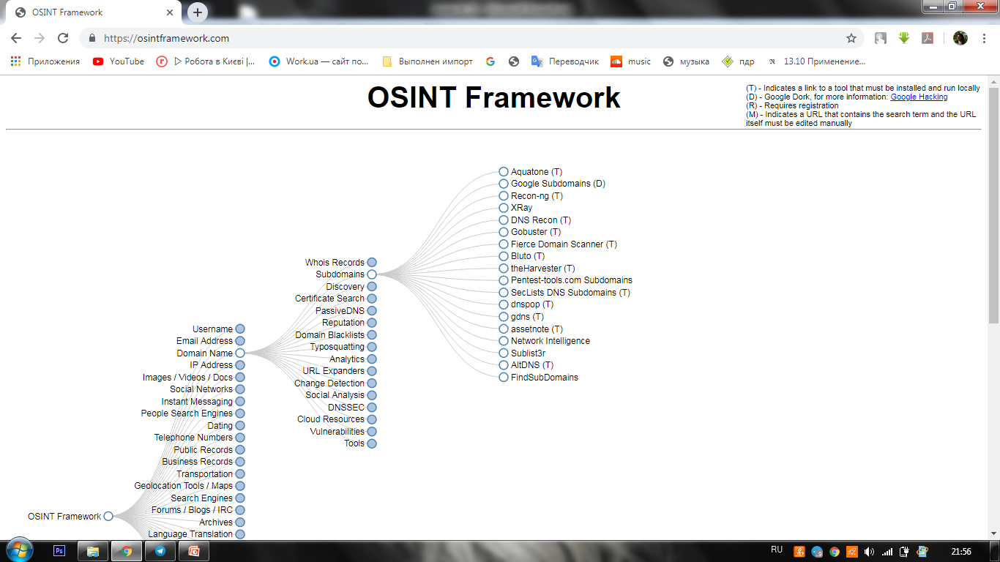 OSINT Framework
https://osintframework.com
Приложения
YouTube
Робота в Києві |...
Work.ua — сайт по...
Выполнен импорт
Переводчик
music
музыка
пдр
13.10 Применение...
OSINT Framework
(T) - Indicates a link to a tool that must be installed and run locally
(D) - Google Dork, for more information: Google Hacking
(R) - Requires registration
(M) - Indicates a URL that contains the search term and the URL
itself must be edited manually
Aquatone (T)
Google Subdomains (D)
Recon-ng (T)
XRay
DNS Recon (T)
Gobuster (T)
Fierce Domain Scanner (T)
Bluto (T)
theHarvester (T)
Pentest-tools.com Subdomains
SecLists DNS Subdomains (T)
dnspop (T)
gdns (T)
assetnote (T)
Network Intelligence
Sublist3r
AltDNS (T)
FindSubDomains
Whois Records
Subdomains
Discovery
Certificate Search
PassiveDNS
Reputation
Domain Blacklists
Typosquatting
Analytics
URL Expanders
Change Detection
Social Analysis
DNSSEC
Cloud Resources
Vulnerabilities
Tools
Username
Email Address
Domain Name
IP Address
Images / Videos / Docs
Social Networks
Instant Messaging
People Search Engines
Dating
Telephone Numbers
Public Records
Business Records
Transportation
Geolocation Tools / Maps
Search Engines
Forums / Blogs / IRC
Archives
Language Translation
OSINT Framework
Ps
RU
21:56